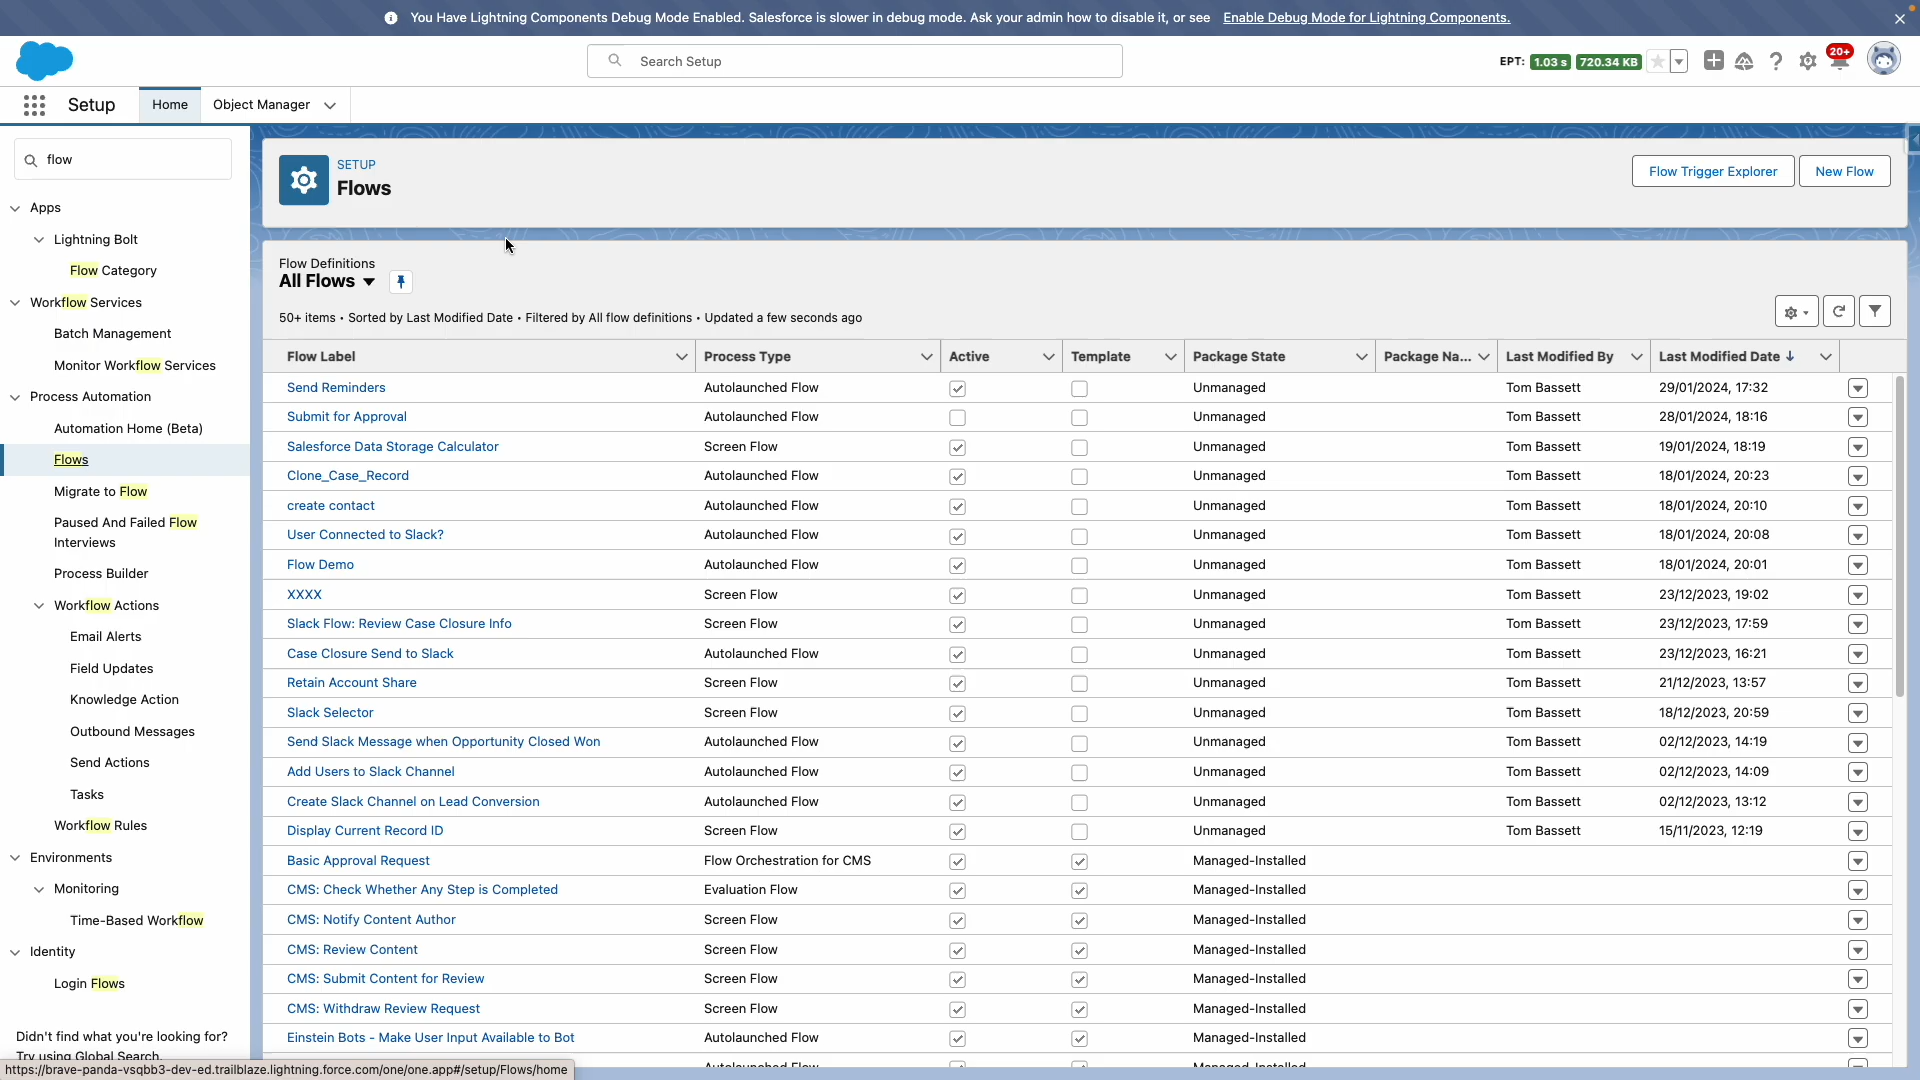 You Have Lightning Components Debug Mode Enabled. Salesforce is slower in debug mode. Ask your admin how to disable it, or see Enable Debug Mode for Lightning Components.
Search Setup
EPT: 1.03 s 720.34 KB
20+
Setup Home Object Manager
flow
Apps
Lightning Bolt
Flow Category
Workflow Services
Batch Management
Monitor Workflow Services
Process Automation
Automation Home (Beta)
Flows
Migrate to Flow
Paused And Failed Flow
Interviews
Process Builder
Workflow Actions
Email Alerts
Field Updates
Knowledge Action
Outbound Messages
Send Actions
Tasks
Workflow Rules
Environments
Monitoring
Time-Based Workflow
Identity
Login Flows
Didn't find what you're looking for?
Try using Global Search.
SETUP
Flows
Flow Trigger Explorer New Flow
Flow Definitions
All Flows
50+ items • Sorted by Last Modified Date • Filtered by All flow definitions • Updated a few seconds ago
Flow Label Process Type Active Template Package State Package Na... Last Modified By Last Modified Date
Send Reminders Autolaunched Flow Unmanaged Tom Bassett 29/01/2024, 17:32
Submit for Approval Autolaunched Flow Unmanaged Tom Bassett 28/01/2024, 18:16
Salesforce Data Storage Calculator Screen Flow Unmanaged Tom Bassett 19/01/2024, 18:19
Clone_Case_Record Autolaunched Flow Unmanaged Tom Bassett 18/01/2024, 20:23
create contact Autolaunched Flow Unmanaged Tom Bassett 18/01/2024, 20:10
User Connected to Slack? Autolaunched Flow Unmanaged Tom Bassett 18/01/2024, 20:08
Flow Demo Autolaunched Flow Unmanaged Tom Bassett 18/01/2024, 20:01
XXXX Screen Flow Unmanaged Tom Bassett 23/12/2023, 19:02
Slack Flow: Review Case Closure Info Screen Flow Unmanaged Tom Bassett 23/12/2023, 17:59
Case Closure Send to Slack Autolaunched Flow Unmanaged Tom Bassett 23/12/2023, 16:21
Retain Account Share Screen Flow Unmanaged Tom Bassett 21/12/2023, 13:57
Slack Selector Screen Flow Unmanaged Tom Bassett 18/12/2023, 20:59
Send Slack Message when Opportunity Closed Won Autolaunched Flow Unmanaged Tom Bassett 02/12/2023, 14:19
Add Users to Slack Channel Autolaunched Flow Unmanaged Tom Bassett 02/12/2023, 14:09
Create Slack Channel on Lead Conversion Autolaunched Flow Unmanaged Tom Bassett 02/12/2023, 13:12
Display Current Record ID Screen Flow Unmanaged Tom Bassett 15/11/2023, 12:19
Basic Approval Request Flow Orchestration for CMS Managed-Installed
CMS: Check Whether Any Step is Completed Evaluation Flow Managed-Installed
CMS: Notify Content Author Screen Flow Managed-Installed
CMS: Review Content Screen Flow Managed-Installed
CMS: Submit Content for Review Screen Flow Managed-Installed
CMS: Withdraw Review Request Screen Flow Managed-Installed
Einstein Bots - Make User Input Available to Bot Autolaunched Flow Managed-Installed
Autolaunched Flow Managed-Installed
https://brave-panda-vsqbb3-dev-ed.trailblaze.lightning.force.com/one/one.app#/setup/Flows/home